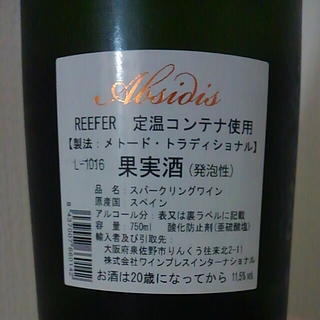 Absidis
REEFER 定温コンテナ使用
【製法：メトード・トラディショナル】
L-1016 果実酒（発泡性）
品名：スパークリングワイン
原産国 スペイン
アルコール分：表又は裏ラベルに記載
容 量 750ml 酸化防止剤(亜硫酸塩)
輸入者及び引取先：
大阪府泉佐野市りんくう往来北2-1
株式会社ワインプレスインターナショナル
お酒は20歳になってから 11.5%vol.
8437007660142